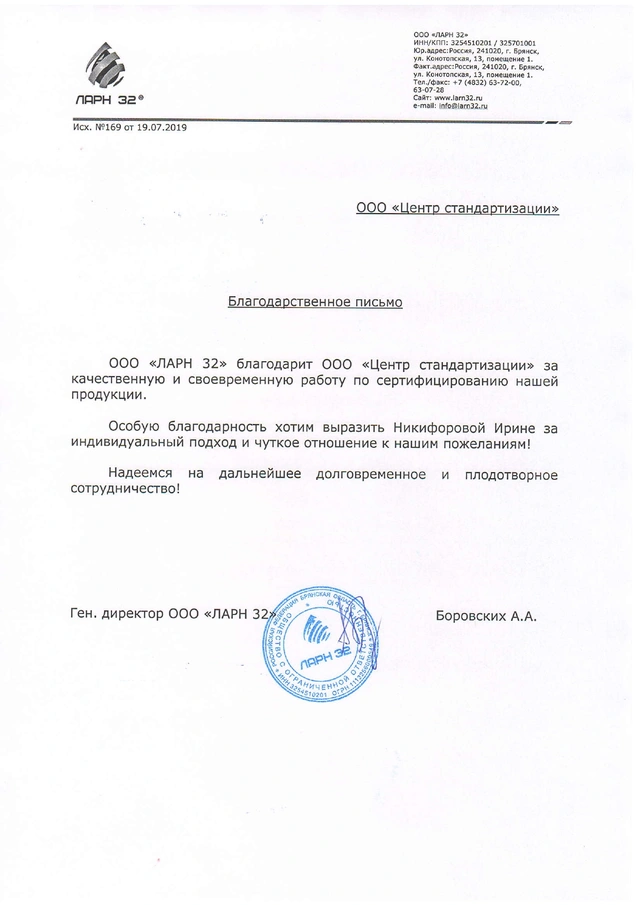 ООО «ЛАРН 32»
ИНН/КПП: 3254510201 / 325701001
Юр.адрес:Россия, 241020, г. Брянск,
ул. Конотопская, 13, помещение 1.
Факт.адрес:Россия, 241020, г. Брянск,
ул. Конотопская, 13, помещение 1.
Тел./факс: +7 (4832) 63-72-00,
63-07-28
Сайт: www.larn32.ru
e-mail: info@larn32.ru
ЛАРН 32®
Исх. №169 от 19.07.2019
ООО «Центр стандартизации»
Благодарственное письмо
ООО «ЛАРН 32» благодарит ООО «Центр стандартизации» за
качественную и своевременную работу по сертифицированию нашей
продукции.
Особую благодарность хотим выразить Никифоровой Ирине за
индивидуальный подход и чуткое отношение к нашим пожеланиям!
Надеемся на дальнейшее долговременное и плодотворное
сотрудничество!
Ген. директор ООО «ЛАРН 32»
Боровских А.А.
РОССИЙСКАЯ ФЕДЕРАЦИЯ БРЯНСКАЯ ОБЛАСТЬ
ОБЩЕСТВО С ОГРАНИЧЕННОЙ
ЛАРН 32
ИНН 3254510201 ОГРН